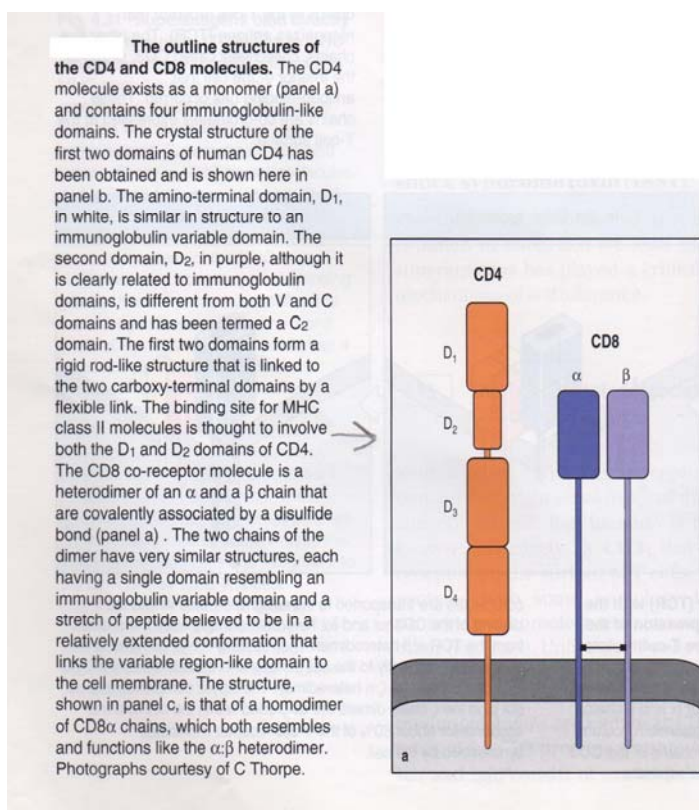 The outline structures of
the CD4 and CD8 molecules. The CD4
molecule exists as a monomer (panel a)
and contains four immunoglobulin-like
domains. The crystal structure of the
first two domains of human CD4 has
been obtained and is shown here in
panel b. The amino-terminal domain, D1,
in white, is similar in structure to an
immunoglobulin variable domain. The
second domain, D2, in purple, although it
is clearly related to immunoglobulin
domains, is different from both V and C
domains and has been termed a C2
domain. The first two domains form a
rigid rod-like structure that is linked to
the two carboxy-terminal domains by a
flexible link. The binding site for MHC
class II molecules is thought to involve
both the D1 and D2 domains of CD4.
The CD8 co-receptor molecule is a
heterodimer of an α and a β chain that
are covalently associated by a disulfide
bond (panel a) . The two chains of the
dimer have very similar structures, each
having a single domain resembling an
immunoglobulin variable domain and a
stretch of peptide believed to be in a
relatively extended conformation that
links the variable region-like domain to
the cell membrane. The structure,
shown in panel c, is that of a homodimer
of CD8α chains, which both resembles
and functions like the α:β heterodimer.
Photographs courtesy of C Thorpe.
CD4
CD8
α β
D1
D2
D3
D4
a